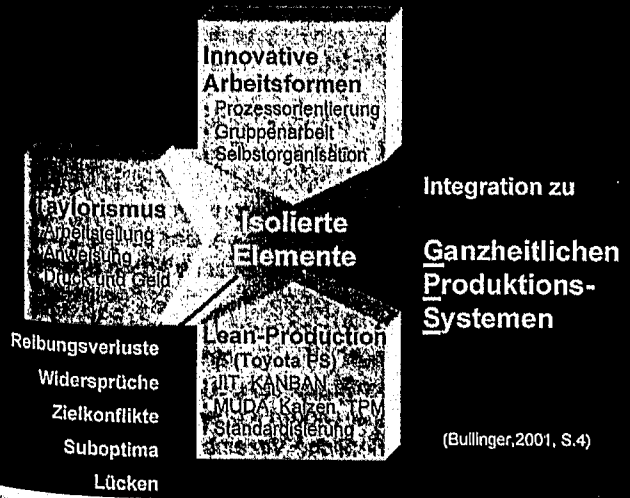 Innovative
Arbeitsformen
Prozessorientierung
Gruppenarbeit
Selbstorganisation
Taylorismus
Arbeitsteilung
Anweisung
Druck und Geld
Isolierte
Elemente
Lean-Production
(Toyota PS)
JIT, KANBAN
MUDA, Kaizen, TPM
Standardisierung
Reibungsverluste
Widersprüche
Zielkonflikte
Suboptima
Lücken
Integration zu
Ganzheitlichen
Produktions-
Systemen
(Bullinger,2001, S.4)